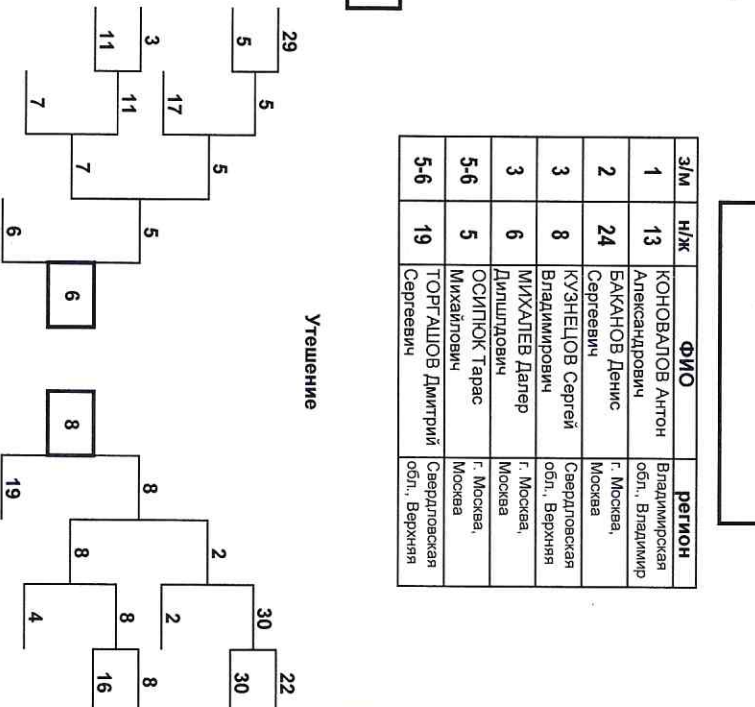 з/м н/ж ФИО регион
1 13 КОНОВАЛОВ Антон Владимирская
Александрович обл., Владимир
2 24 БАКАНОВ Денис г. Москва,
Сергеевич Москва
3 8 КУЗНЕЦОВ Сергей Свердловская
Владимирович обл., Верхняя
3 6 МИХАЛЕВ Далер г. Москва,
Дилшлдович Москва
5-6 5 ОСИПЮК Тарас г. Москва,
Михайлович Москва
5-6 19 ТОРГАШОВ Дмитрий Свердловская
Сергеевич обл., Верхняя
Утешение
29
5
5
17
5
3
11
11
7
7
5
6
6
8
19
8
2
8
30
2
8
4
22
30
8
16